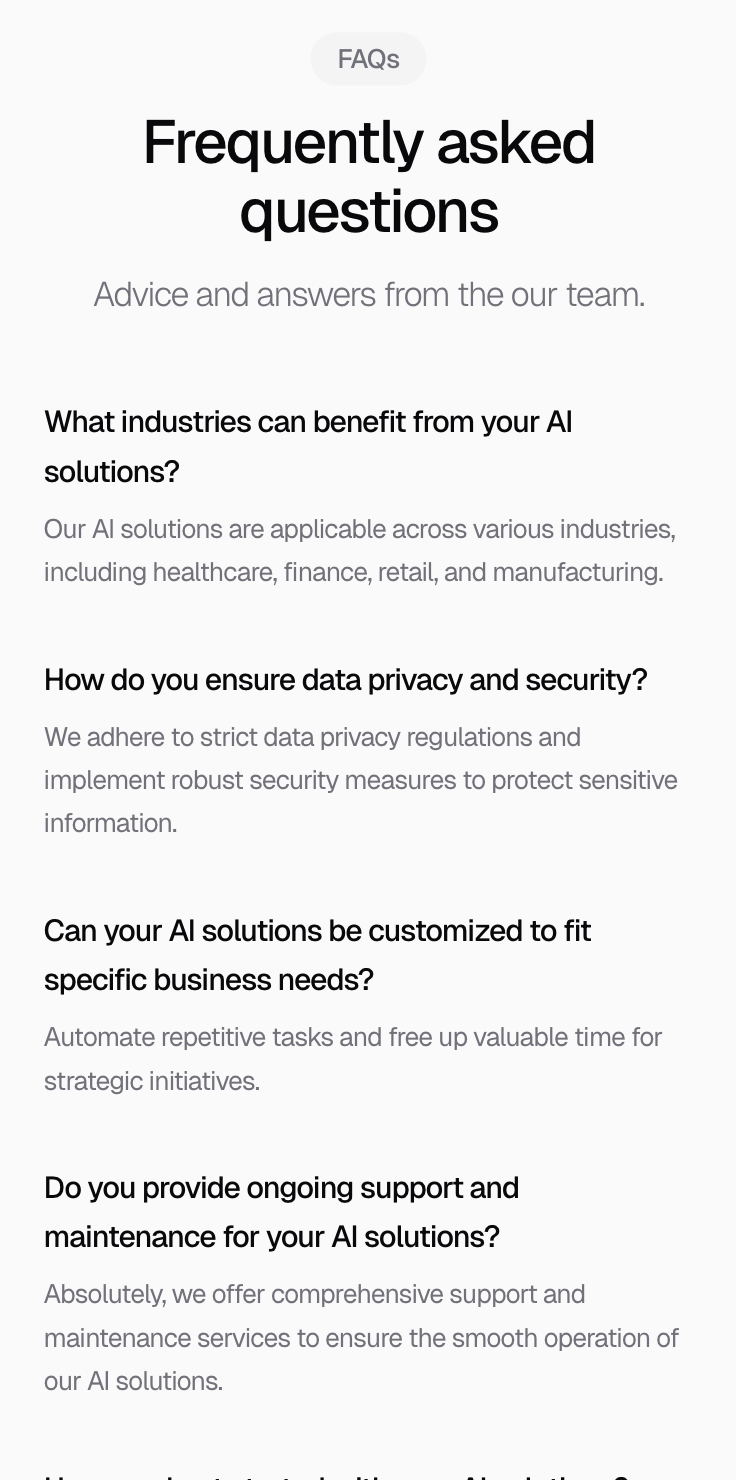 FAQs
Frequently asked
questions
Advice and answers from the our team.
What industries can benefit from your AI
solutions?
Our AI solutions are applicable across various industries,
including healthcare, finance, retail, and manufacturing.
How do you ensure data privacy and security?
We adhere to strict data privacy regulations and
implement robust security measures to protect sensitive
information.
Can your AI solutions be customized to fit
specific business needs?
Automate repetitive tasks and free up valuable time for
strategic initiatives.
Do you provide ongoing support and
maintenance for your AI solutions?
Absolutely, we offer comprehensive support and
maintenance services to ensure the smooth operation of
our AI solutions.